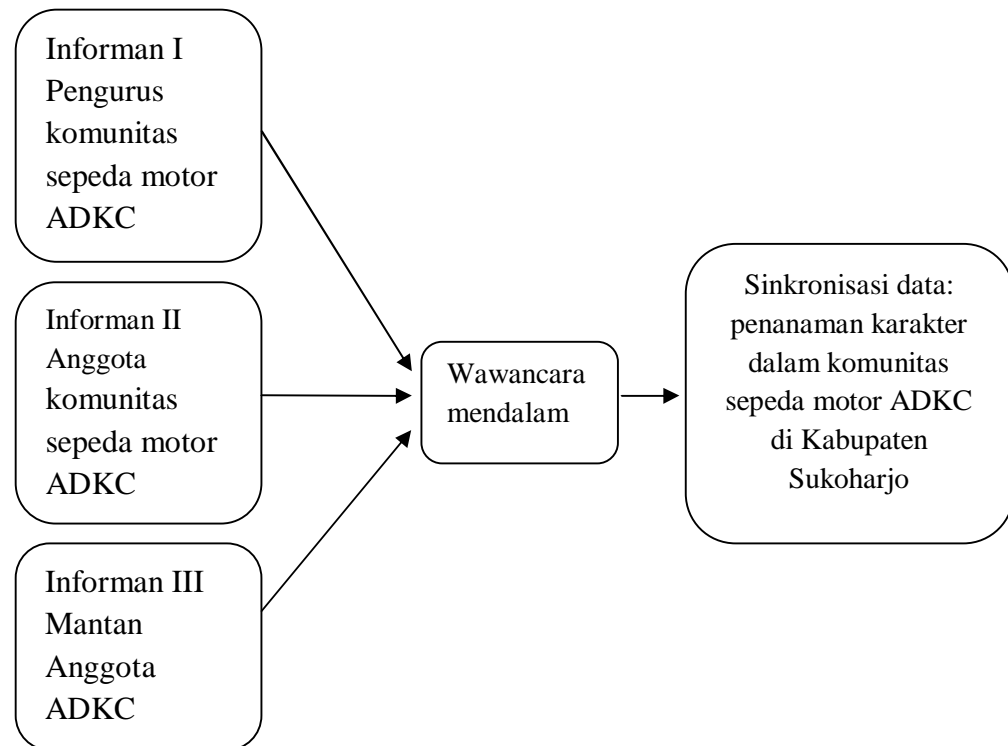 Informan I
Pengurus
komunitas
sepeda motor
ADKC
Informan II
Anggota
komunitas
sepeda motor
ADKC
Informan III
Mantan
Anggota
ADKC
Wawancara
mendalam
Sinkronisasi data:
penanaman karakter
dalam komunitas
sepeda motor ADKC
di Kabupaten
Sukoharjo